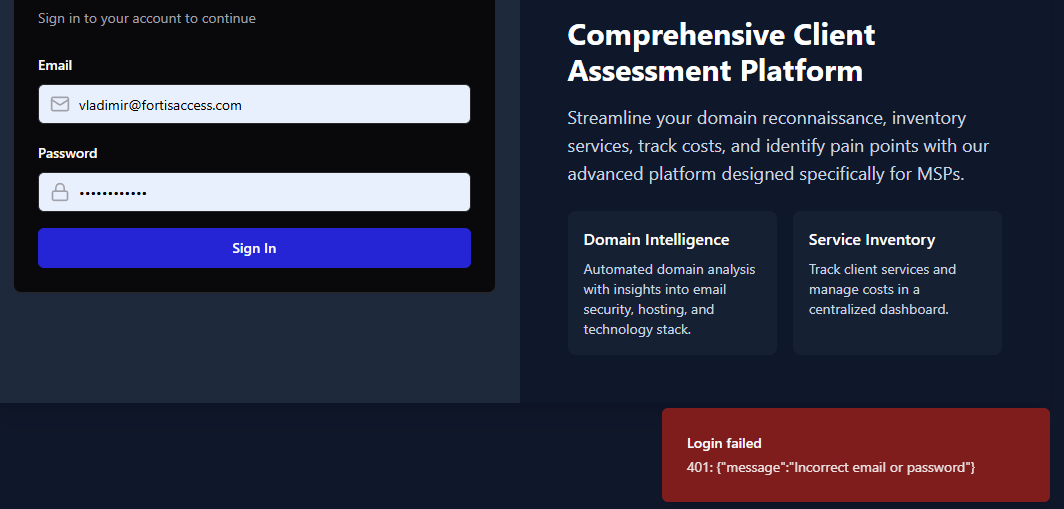 Sign in to your account to continue
Email
vladimir@fortisaccess.com
Password
••••••••••••
Sign In
Comprehensive Client
Assessment Platform
Streamline your domain reconnaissance, inventory
services, track costs, and identify pain points with our
advanced platform designed specifically for MSPs.
Domain Intelligence
Automated domain analysis
with insights into email
security, hosting, and
technology stack.
Service Inventory
Track client services and
manage costs in a
centralized dashboard.
Login failed
401: {"message":"Incorrect email or password"}